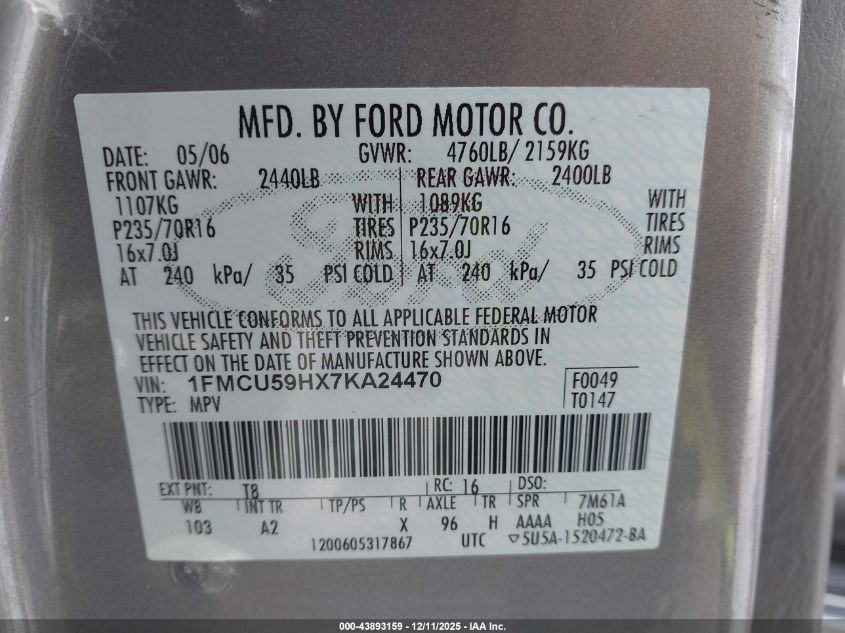 MFD. BY FORD MOTOR CO.
DATE: 05/06 GVWR: 4760LB/ 2159KG
FRONT GAWR: 2440LB REAR GAWR: 2400LB
1107KG WITH 1089KG WITH
P235/70R16 TIRES P235/70R16 TIRES
16x7.0J RIMS 16x7.0J RIMS
AT 240 kPa/ 35 PSI COLD AT 240 kPa/ 35 PSI COLD
THIS VEHICLE CONFORMS TO ALL APPLICABLE FEDERAL MOTOR
VEHICLE SAFETY AND THEFT PREVENTION STANDARDS IN
EFFECT ON THE DATE OF MANUFACTURE SHOWN ABOVE.
VIN: 1FMCU59HX7KA24470 F0049
TYPE: MPV T0147
EXT PNT: T8 RC: 16 DSO:
WB INT TR TP/PS R AXLE TR SPR 7M61A
103 A2 X 96 H AAAA H05
1200605317867 UTC ▽5U5A-1520472-BA
000-43893159 - 12/11/2025 - IAA Inc.